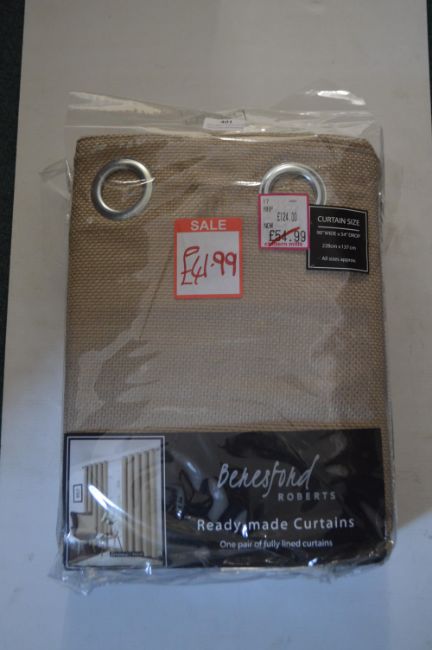 401
SALE
£41.99
RRP
£124.00
NOW
£54.99
CURTAIN SIZE
90" WIDE x 54" DROP
228cm x 137 cm
All sizes approx.
Beresford
ROBERTS
Ready-made Curtains
One pair of fully lined curtains